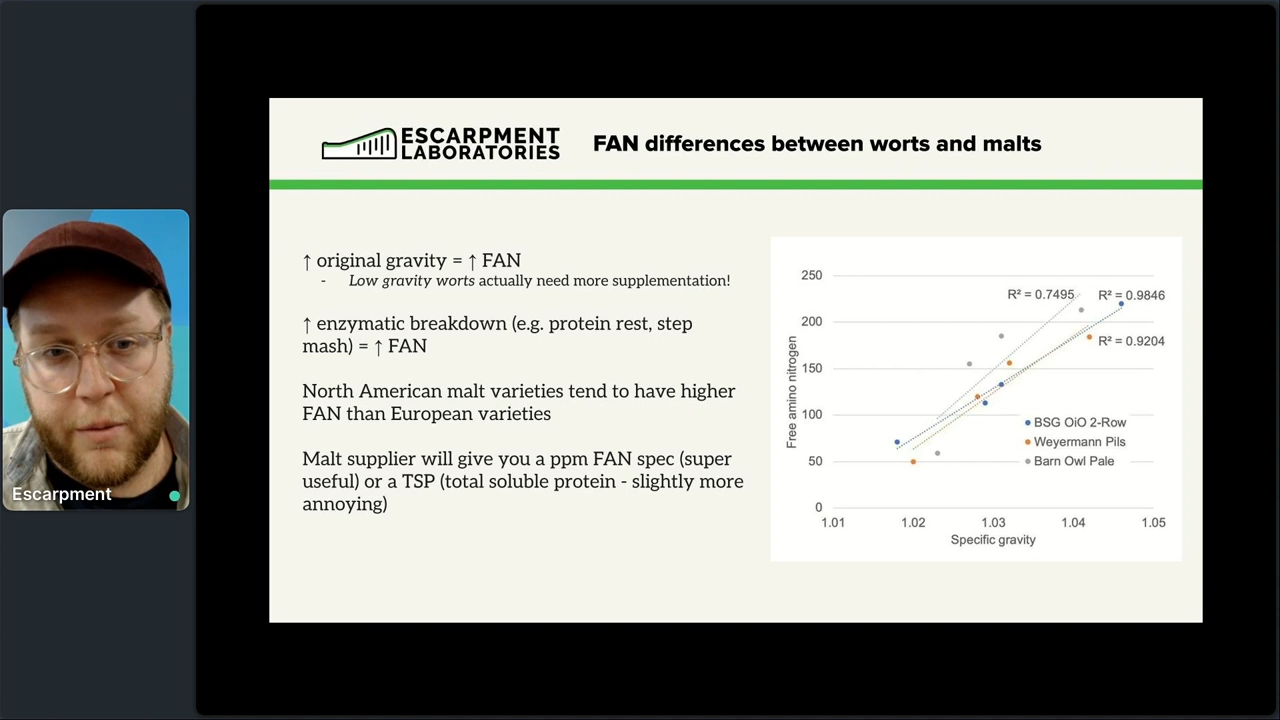 ESCARPMENT
LABORATORIES
FAN differences between worts and malts
↑ original gravity = ↑ FAN
- Low gravity worts actually need more supplementation!
↑ enzymatic breakdown (e.g. protein rest, step
mash) = ↑ FAN
North American malt varieties tend to have higher
FAN than European varieties
Malt supplier will give you a ppm FAN spec (super
useful) or a TSP (total soluble protein - slightly more
annoying)
Free amino nitrogen
250
200
150
100
50
0
R² = 0.7495
R² = 0.9846
R² = 0.9204
BSG OiO 2-Row
Weyermann Pils
Barn Owl Pale
1.01 1.02 1.03 1.04 1.05
Specific gravity
Escarpment